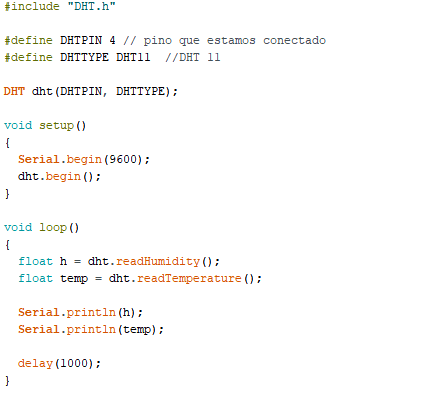 #include "DHT.h"
#define DHTPIN 4 // pino que estamos conectado
#define DHTTYPE DHT11  //DHT 11
DHT dht(DHTPIN, DHTTYPE);
void setup()
{
  Serial.begin(9600);
  dht.begin();
}
void loop()
{
  float h = dht.readHumidity();
  float temp = dht.readTemperature();
  Serial.println(h);
  Serial.println(temp);
  delay(1000);
}